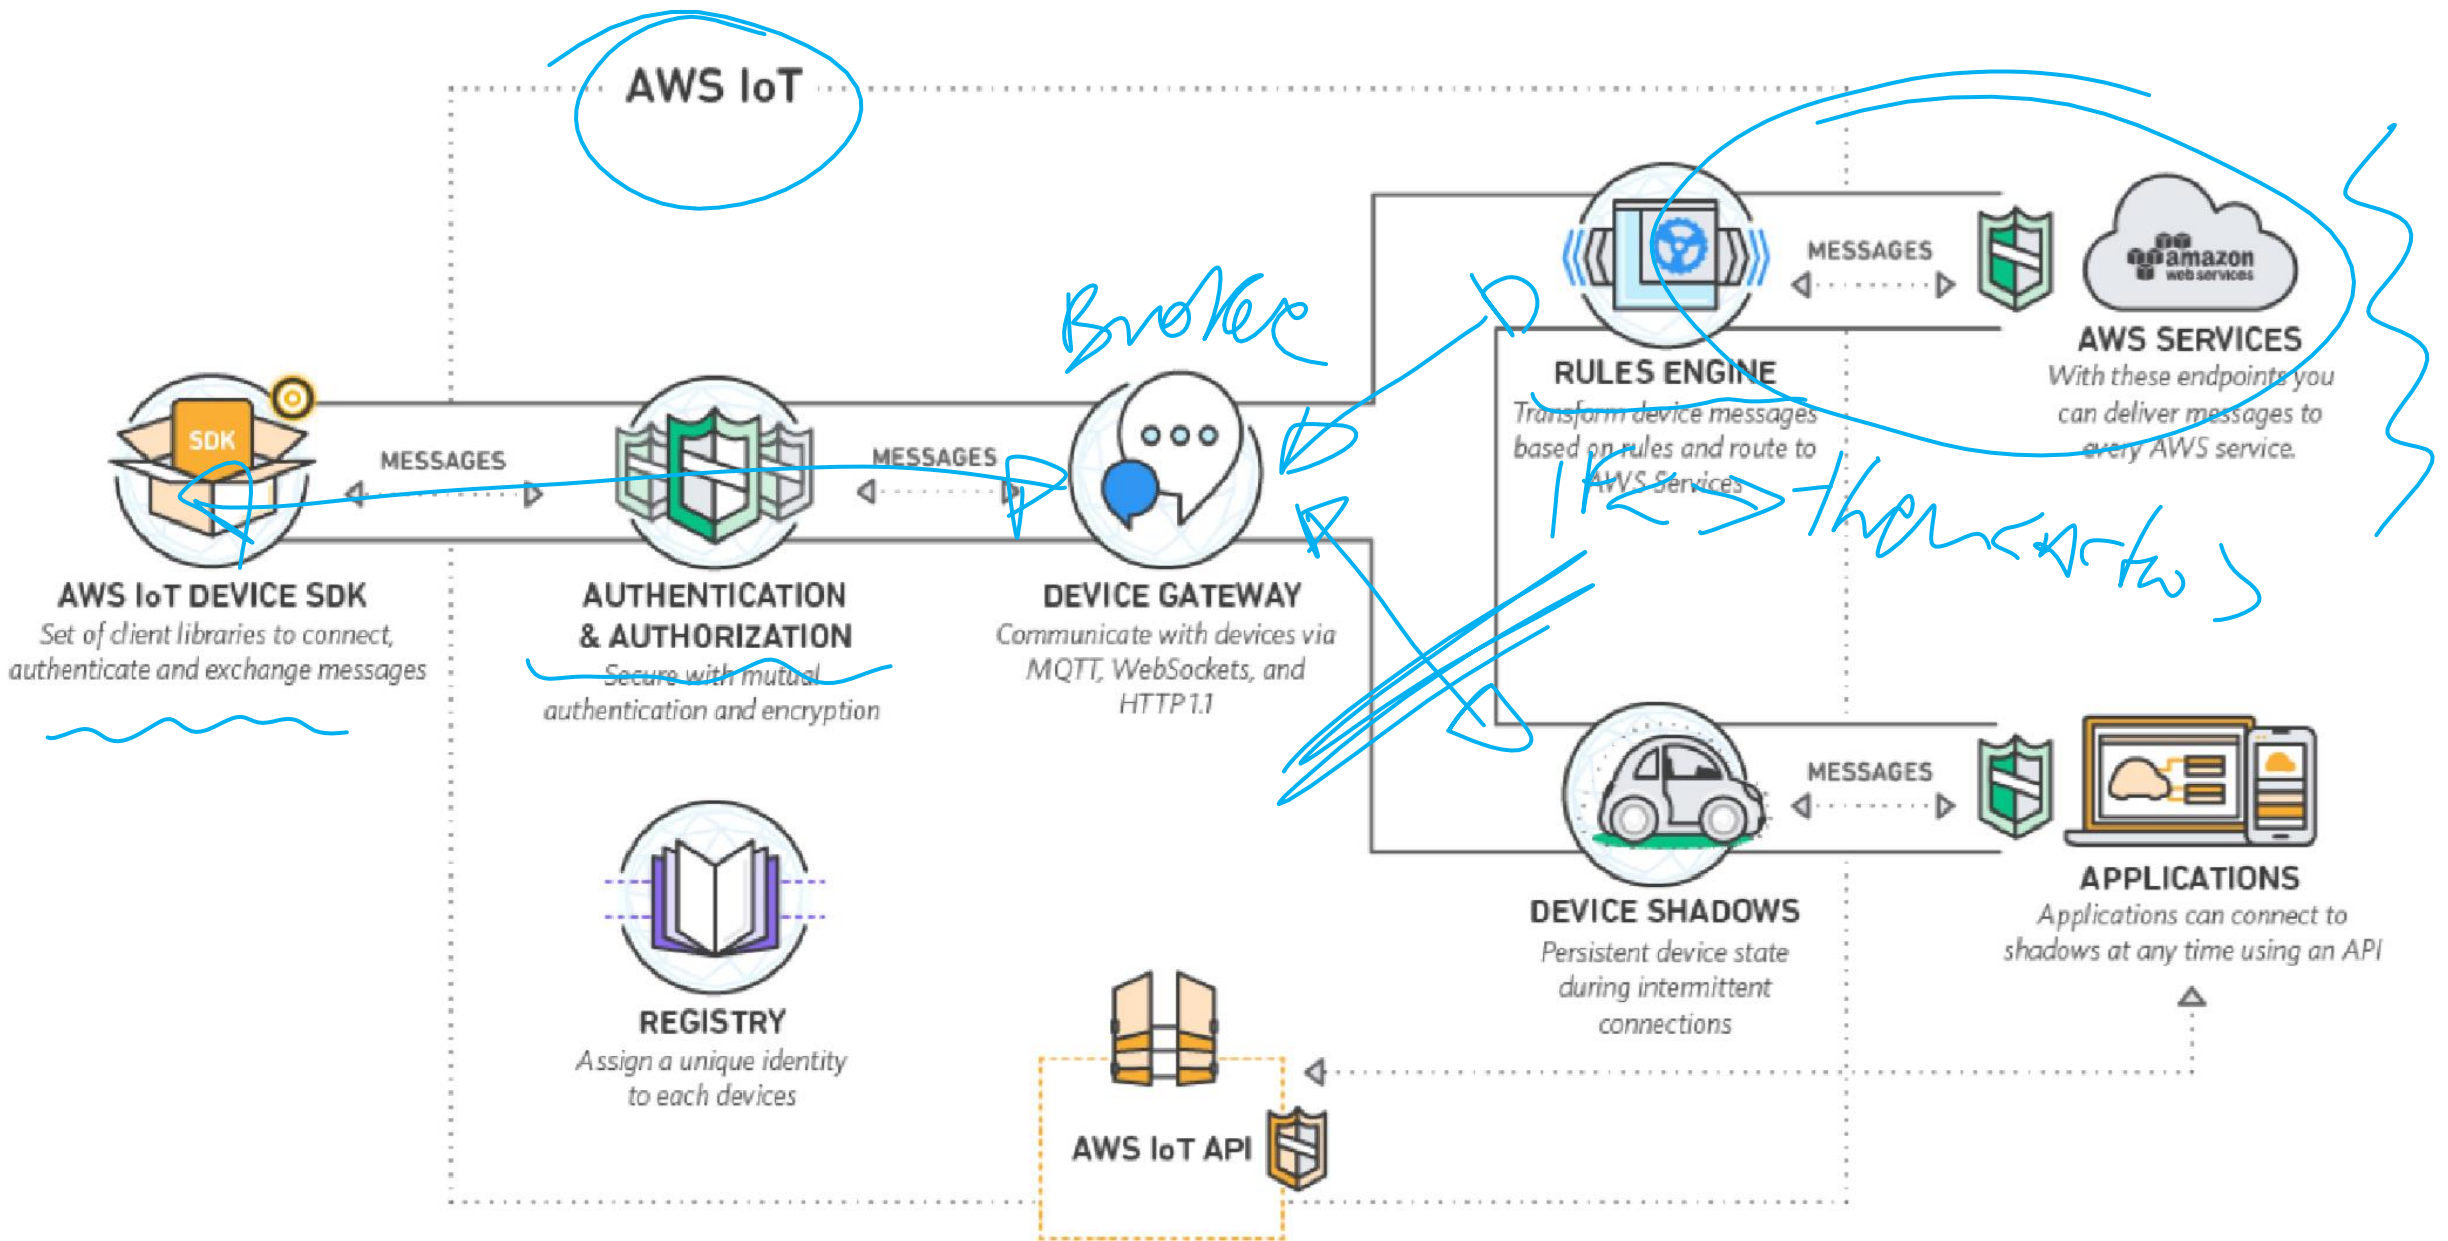 AWS IoT
Broker
MESSAGES
amazon
web services
RULES ENGINE
Transform device messages
based on rules and route to
AWS Services
AWS SERVICES
With these endpoints you
can deliver messages to
every AWS service.
IF < > then <action>
SDK
MESSAGES
MESSAGES
AWS IoT DEVICE SDK
Set of client libraries to connect,
authenticate and exchange messages
AUTHENTICATION
& AUTHORIZATION
Secure with mutual
authentication and encryption
DEVICE GATEWAY
Communicate with devices via
MQTT, WebSockets, and
HTTP1.1
MESSAGES
DEVICE SHADOWS
Persistent device state
during intermittent
connections
APPLICATIONS
Applications can connect to
shadows at any time using an API
REGISTRY
Assign a unique identity
to each devices
AWS IoT API